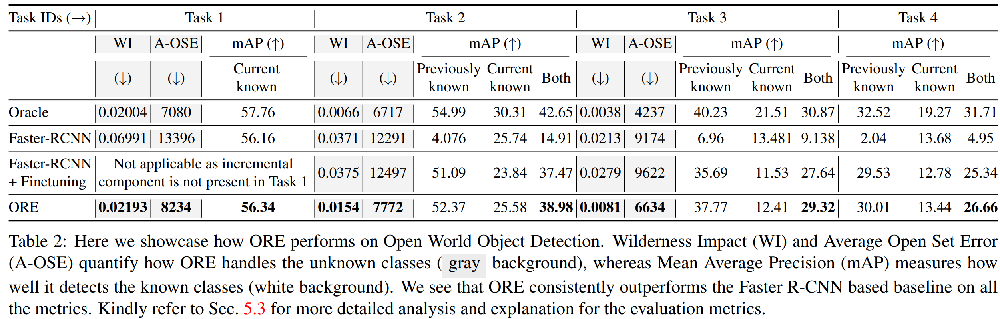 Task IDs (→) Task 1 Task 2 Task 3 Task 4
WI A-OSE mAP (↑) WI A-OSE mAP (↑) WI A-OSE mAP (↑) mAP (↑)
(↓) (↓) Current known (↓) (↓) Previously known Current known Both (↓) (↓) Previously known Current known Both Previously known Current known Both
Oracle 0.02004 7080 57.76 0.0066 6717 54.99 30.31 42.65 0.0038 4237 40.23 21.51 30.87 32.52 19.27 31.71
Faster-RCNN 0.06991 13396 56.16 0.0371 12291 4.076 25.74 14.91 0.0213 9174 6.96 13.481 9.138 2.04 13.68 4.95
Faster-RCNN + Finetuning Not applicable as incremental component is not present in Task 1 0.0375 12497 51.09 23.84 37.47 0.0279 9622 35.69 11.53 27.64 29.53 12.78 25.34
ORE 0.02193 8234 56.34 0.0154 7772 52.37 25.58 38.98 0.0081 6634 37.77 12.41 29.32 30.01 13.44 26.66
Table 2: Here we showcase how ORE performs on Open World Object Detection. Wilderness Impact (WI) and Average Open Set Error
(A-OSE) quantify how ORE handles the unknown classes ( gray background), whereas Mean Average Precision (mAP) measures how
well it detects the known classes (white background). We see that ORE consistently outperforms the Faster R-CNN based baseline on all
the metrics. Kindly refer to Sec. 5.3 for more detailed analysis and explanation for the evaluation metrics.